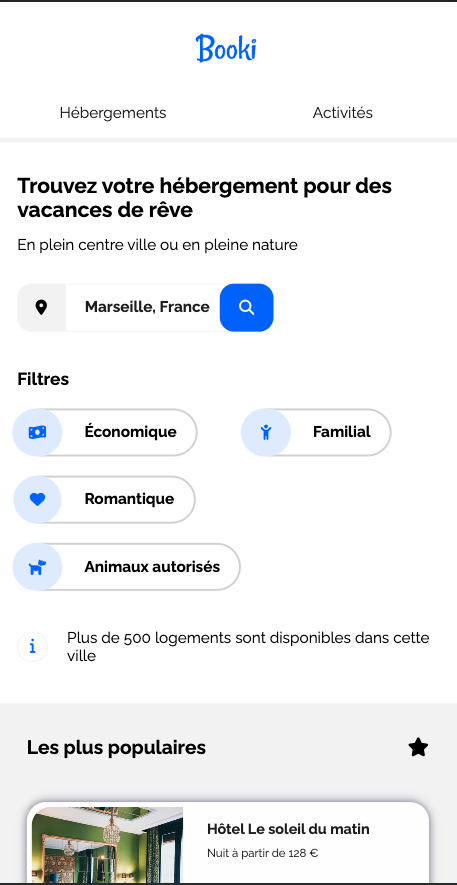 Booki
Hébergements
Activités
Trouvez votre hébergement pour des
vacances de rêve
En plein centre ville ou en pleine nature
Marseille, France
Filtres
Économique
Familial
Romantique
Animaux autorisés
Plus de 500 logements sont disponibles dans cette
ville
Les plus populaires
Hôtel Le soleil du matin
Nuit à partir de 128 €